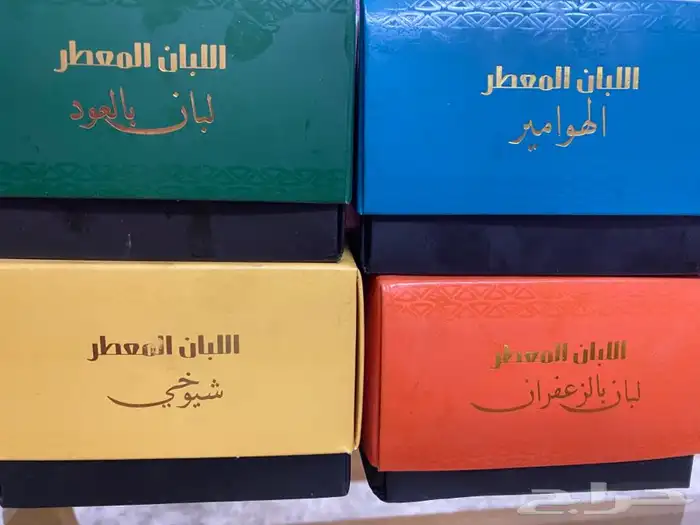 اللبان المعطر
لبان بالعود
اللبان المعطر
الهوامير
اللبان المعطر
شيوخي
اللبان المعطر
لبان بالزعفران
حراج